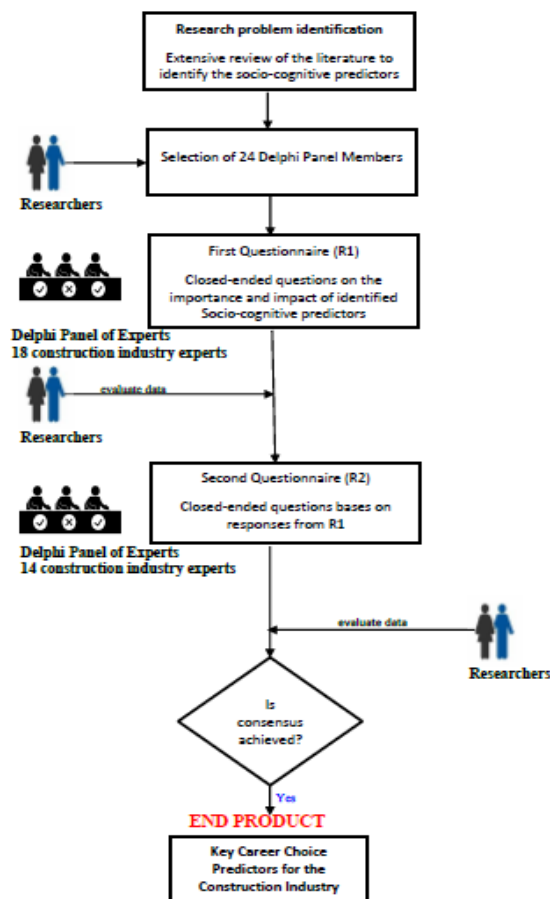 Research problem identification
Extensive review of the literature to
identify the socio-cognitive predictors
Selection of 24 Delphi Panel Members
Researchers
First Questionnaire (R1)
Closed-ended questions on the
importance and impact of identified
Socio-cognitive predictors
Delphi Panel of Experts
18 construction industry experts
evaluate data
Researchers
Second Questionnaire (R2)
Closed-ended questions bases on
responses from R1
Delphi Panel of Experts
14 construction industry experts
evaluate data
Researchers
Is
consensus
achieved?
Yes
END PRODUCT
Key Career Choice
Predictors for the
Construction Industry